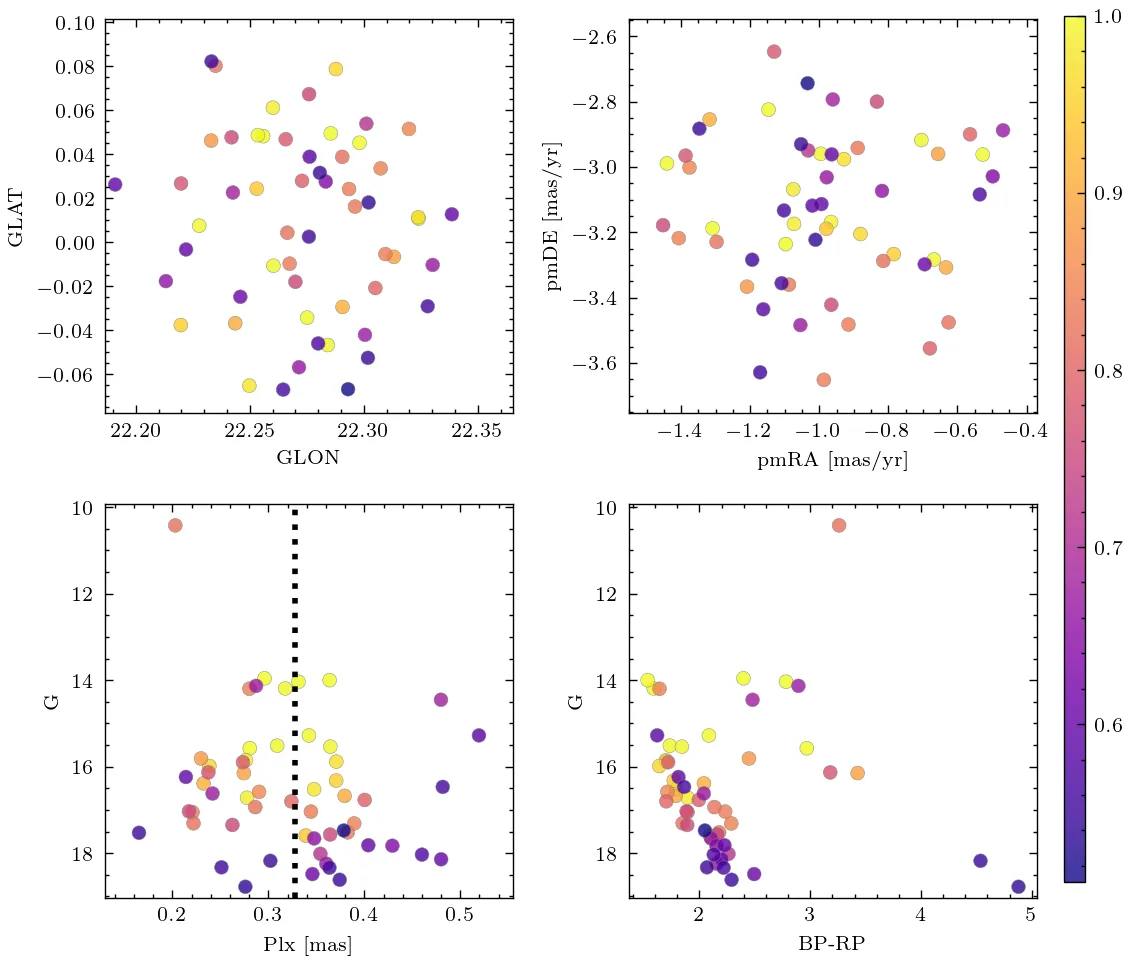 0.10
0.08
0.06
0.04
0.02
0.00
−0.02
−0.04
−0.06
GLAT
22.20 22.25 22.30 22.35
GLON
−2.6
−2.8
−3.0
−3.2
−3.4
−3.6
pmDE [mas/yr]
−1.4 −1.2 −1.0 −0.8 −0.6 −0.4
pmRA [mas/yr]
10
12
14
16
18
G
0.2 0.3 0.4 0.5
Plx [mas]
10
12
14
16
18
G
2 3 4 5
BP-RP
1.0
0.9
0.8
0.7
0.6